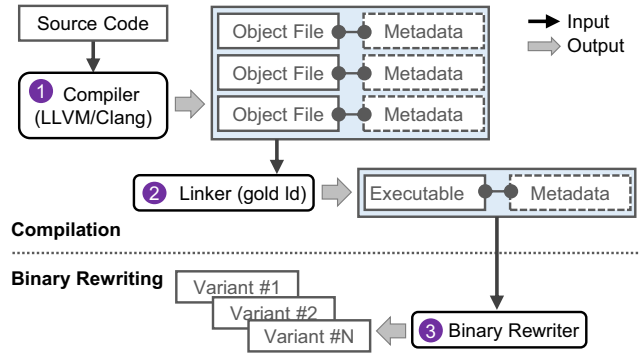 Source Code
Input
Output
Object File
Metadata
Object File
Metadata
Object File
Metadata
1 Compiler
(LLVM/Clang)
2 Linker (gold ld)
Executable
Metadata
Compilation
Binary Rewriting
Variant #1
Variant #2
Variant #N
3 Binary Rewriter